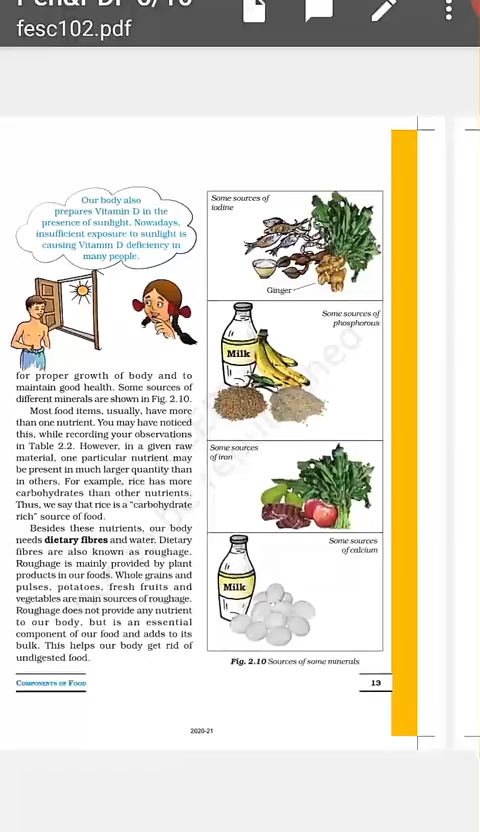 fesc102.pdf
Our body also
prepares Vitamin D in the
presence of sunlight. Nowadays,
insufficient exposure to sunlight is
causing Vitamin D deficiency in
many people.
for proper growth of body and to
maintain good health. Some sources of
different minerals are shown in Fig. 2.10.
Most food items, usually, have more
than one nutrient. You may have noticed
this, while recording your observations
in Table 2.2. However, in a given raw
material, one particular nutrient may
be present in much larger quantity than
in others. For example, rice has more
carbohydrates than other nutrients.
Thus, we say that rice is a "carbohydrate
rich" source of food.
Besides these nutrients, our body
needs dietary fibres and water. Dietary
fibres are also known as roughage.
Roughage is mainly provided by plant
products in our foods. Whole grains and
pulses, potatoes, fresh fruits and
vegetables are main sources of roughage.
Roughage does not provide any nutrient
to our body, but is an essential
component of our food and adds to its
bulk. This helps our body get rid of
undigested food.
Some sources of
iodine
Ginger
Some sources of
phosphorous
Milk
Some sources
of iron
Some sources
of calcium
Milk
Fig. 2.10 Sources of some minerals
COMPONENTS OF FOOD
13
2020-21